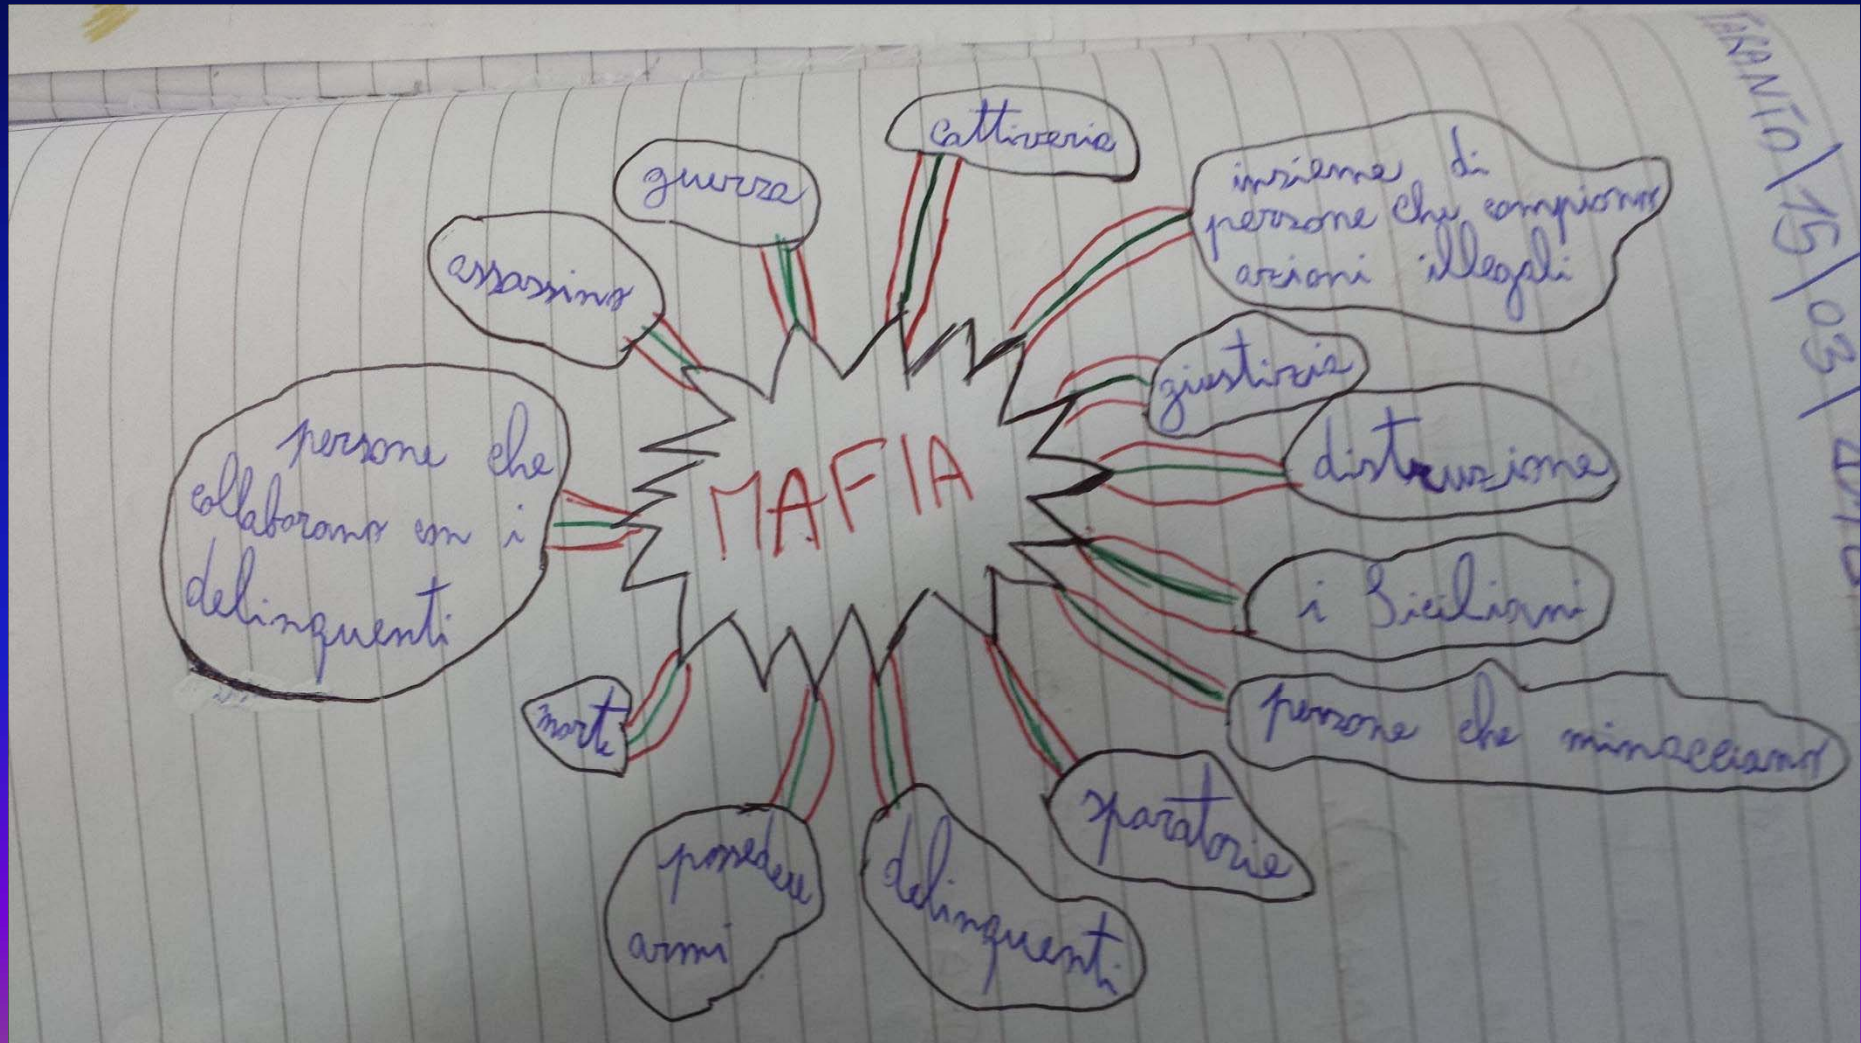 TARANTO\15\03\
cattiveria
guerra
assassino
insieme di
persone che compiono
azioni illegali
giustizia
distruzione
MAFIA
persone che
collaborano con i
delinquenti
i Siciliani
persone che minacciano
morte
sparatorie
possedere
armi
delinquenti